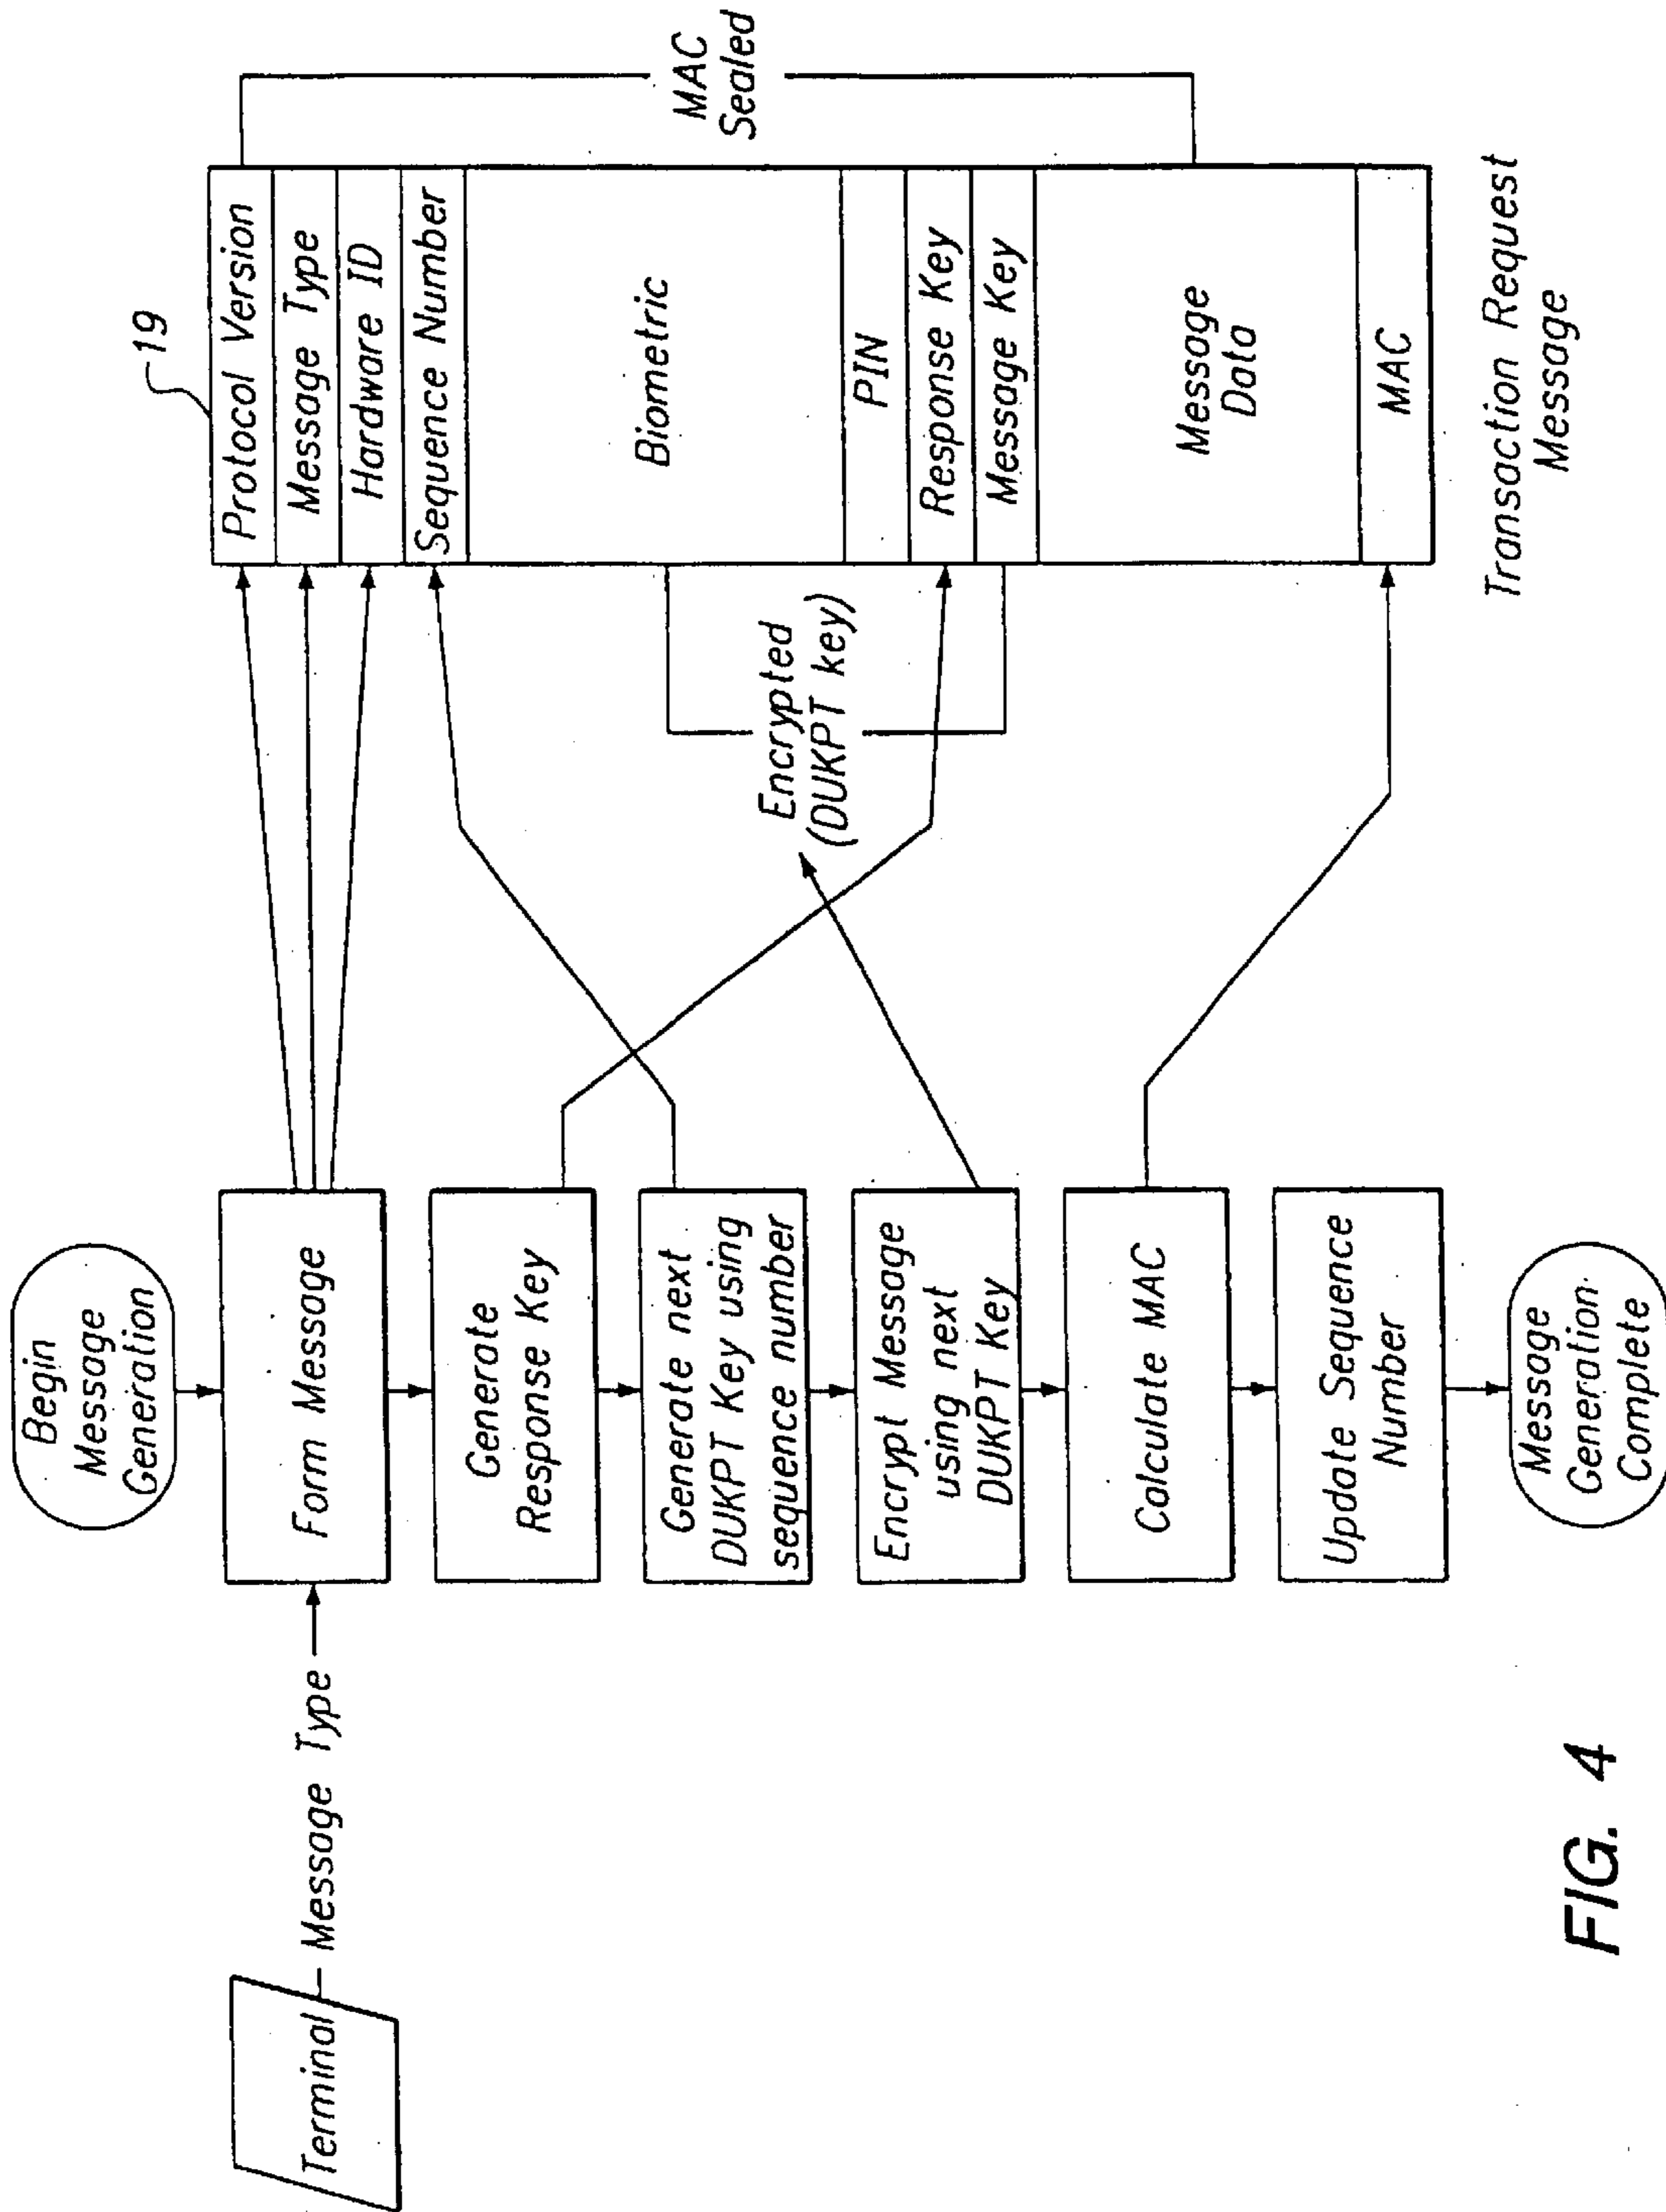 Begin
Message
Generation
Terminal
Message Type
Form Message
Generate
Response Key
Generate next
DUKPT Key using
sequence number
Encrypt Message
using next
DUKPT Key
Calculate MAC
Update Sequence
Number
Message
Generation
Complete
Encrypted
(DUKPT key)
19
Protocol Version
Message Type
Hardware ID
Sequence Number
Biometric
PIN
Response Key
Message Key
Message
Data
MAC
MAC
Sealed
Transaction Request
Message
FIG. 4